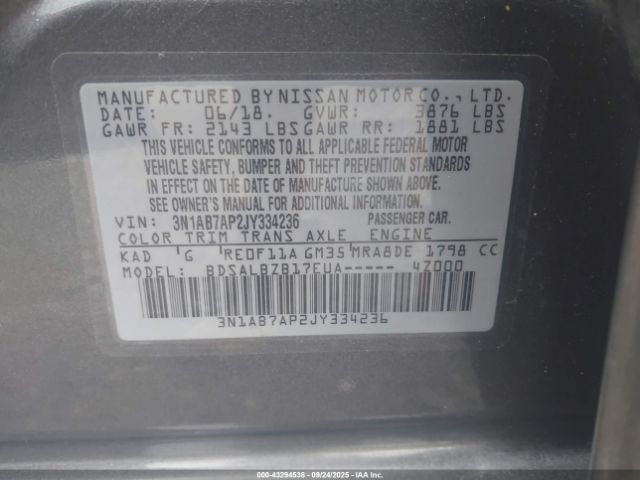 MANUFACTURED BY NISSAN MOTOR CO., LTD.
DATE: 06/18. GVWR: 3876 LBS
GAWR FR: 2143 LBS GAWR RR: 1881 LBS
THIS VEHICLE CONFORMS TO ALL APPLICABLE FEDERAL MOTOR
VEHICLE SAFETY, BUMPER AND THEFT PREVENTION STANDARDS
IN EFFECT ON THE DATE OF MANUFACTURE SHOWN ABOVE.
SEE OWNER'S MANUAL FOR ADDITIONAL INFORMATION.
VIN: 3N1AB7AP2JY334236 PASSENGER CAR.
COLOR TRIM TRANS AXLE ENGINE
KAD G RE0F11A GM35 MRA8DE 1798 CC
MODEL: BDSALBZB17EUA----- 4Z000
3N1AB7AP2JY334236
000-43294538 - 09/24/2025 - IAA Inc.